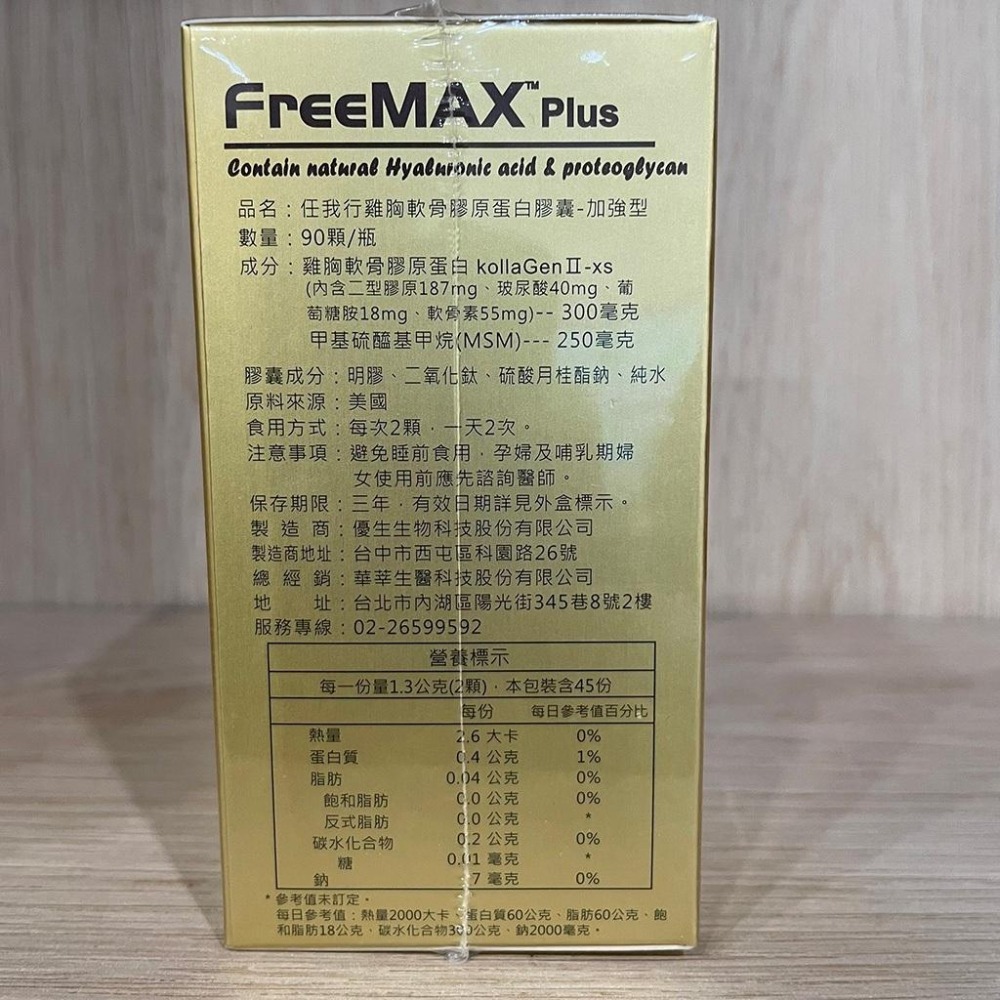 FreeMAX™ Plus
Contain natural Hyaluronic acid & proteoglycan
品名：任我行雞胸軟骨膠原蛋白膠囊-加強型
數量：90顆/瓶
成分：雞胸軟骨膠原蛋白 kollaGenⅡ-xs
(內含二型膠原187mg、玻尿酸40mg、葡
萄糖胺18mg、軟骨素55mg)-- 300毫克
甲基硫醯基甲烷(MSM)--- 250毫克
膠囊成分：明膠、二氧化鈦、硫酸月桂酯鈉、純水
原料來源：美國
食用方式：每次2顆，一天2次。
注意事項：避免睡前食用，孕婦及哺乳期婦
女使用前應先諮詢醫師。
保存期限：三年，有效日期詳見外盒標示。
製造商：優生生物科技股份有限公司
製造商地址：台中市西屯區科園路26號
總經銷：華莘生醫科技股份有限公司
地址：台北市內湖區陽光街345巷8號2樓
服務專線：02-26599592
營養標示
每一份量1.3公克(2顆)，本包裝含45份
每份 每日參考值百分比
熱量 2.6 大卡 0%
蛋白質 0.4 公克 1%
脂肪 0.04 公克 0%
飽和脂肪 0.0 公克 0%
反式脂肪 0.0 公克 *
碳水化合物 0.2 公克 0%
糖 0.01 毫克 *
鈉 7 毫克 0%
*參考值未訂定。
每日參考值：熱量2000大卡、蛋白質60公克、脂肪60公克、飽
和脂肪18公克、碳水化合物300公克、鈉2000毫克。